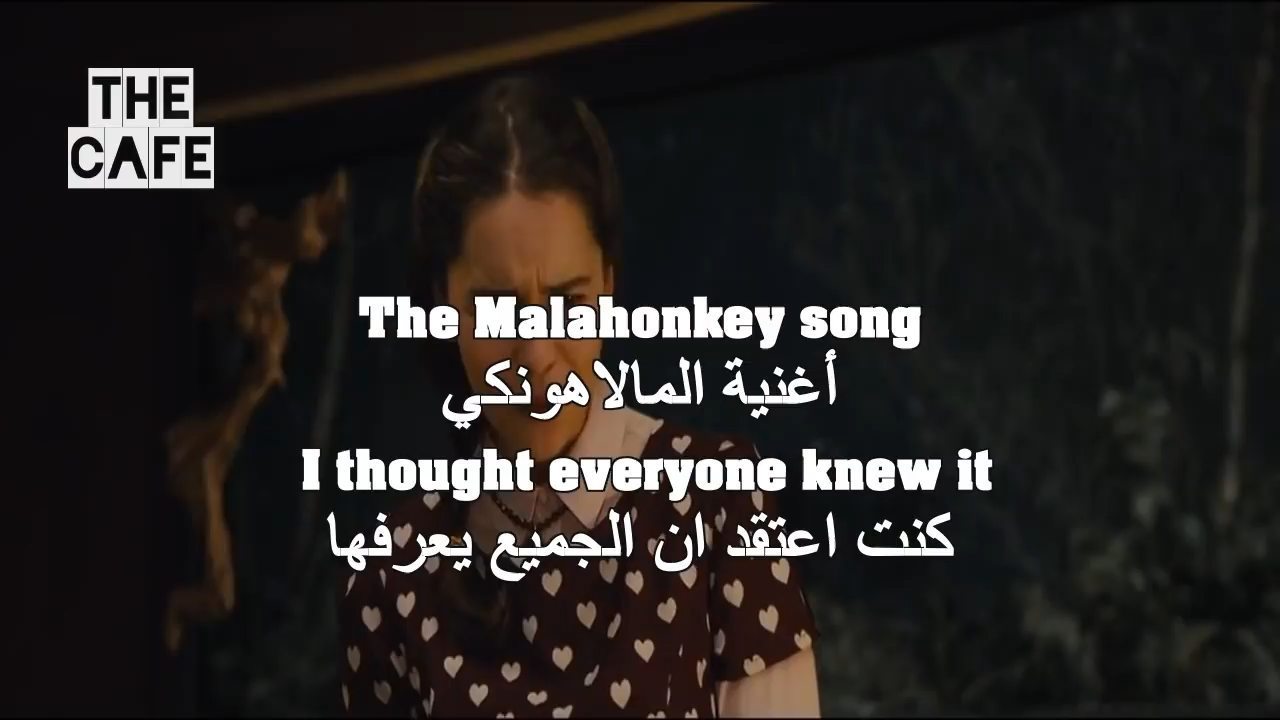 THE
CAFE
The Malahonkey song
أغنية المالاهونكي
I thought everyone knew it
كنت اعتقد ان الجميع يعرفها